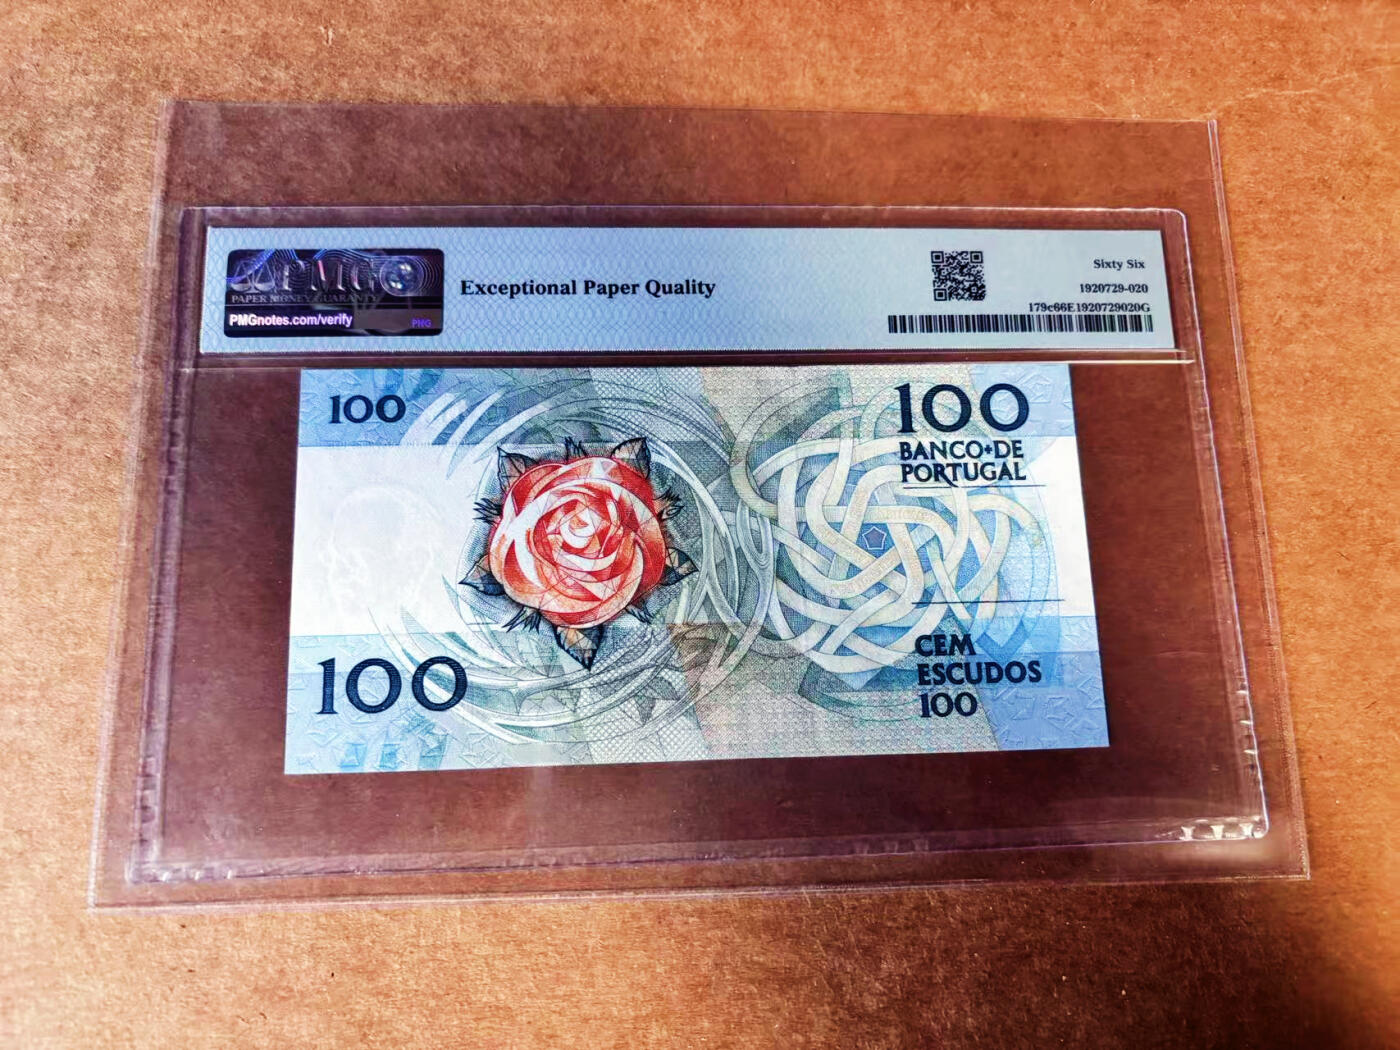 PMG
PAPER MONEY GUARANTY
PMGnotes.com/verify
PMG
Exceptional Paper Quality
Sixty Six
1920729-020
179c66E1920729020G
100
100
BANCO DE
PORTUGAL
100
CEM
ESCUDOS
100